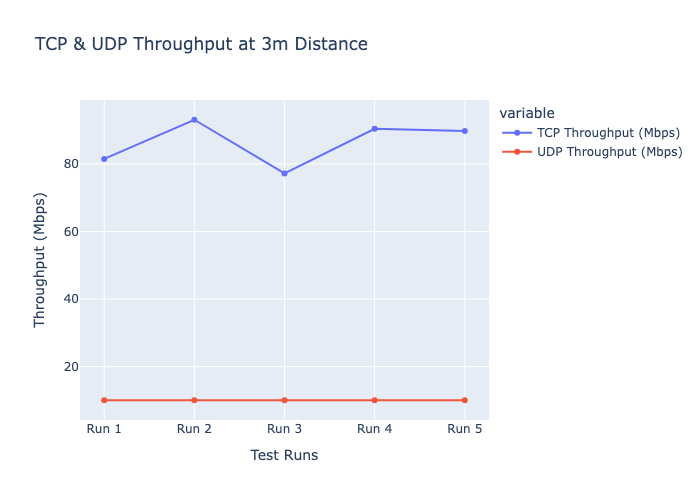 TCP & UDP Throughput at 3m Distance
variable
TCP Throughput (Mbps)
UDP Throughput (Mbps)
Throughput (Mbps)
80
60
40
20
Run 1 Run 2 Run 3 Run 4 Run 5
Test Runs